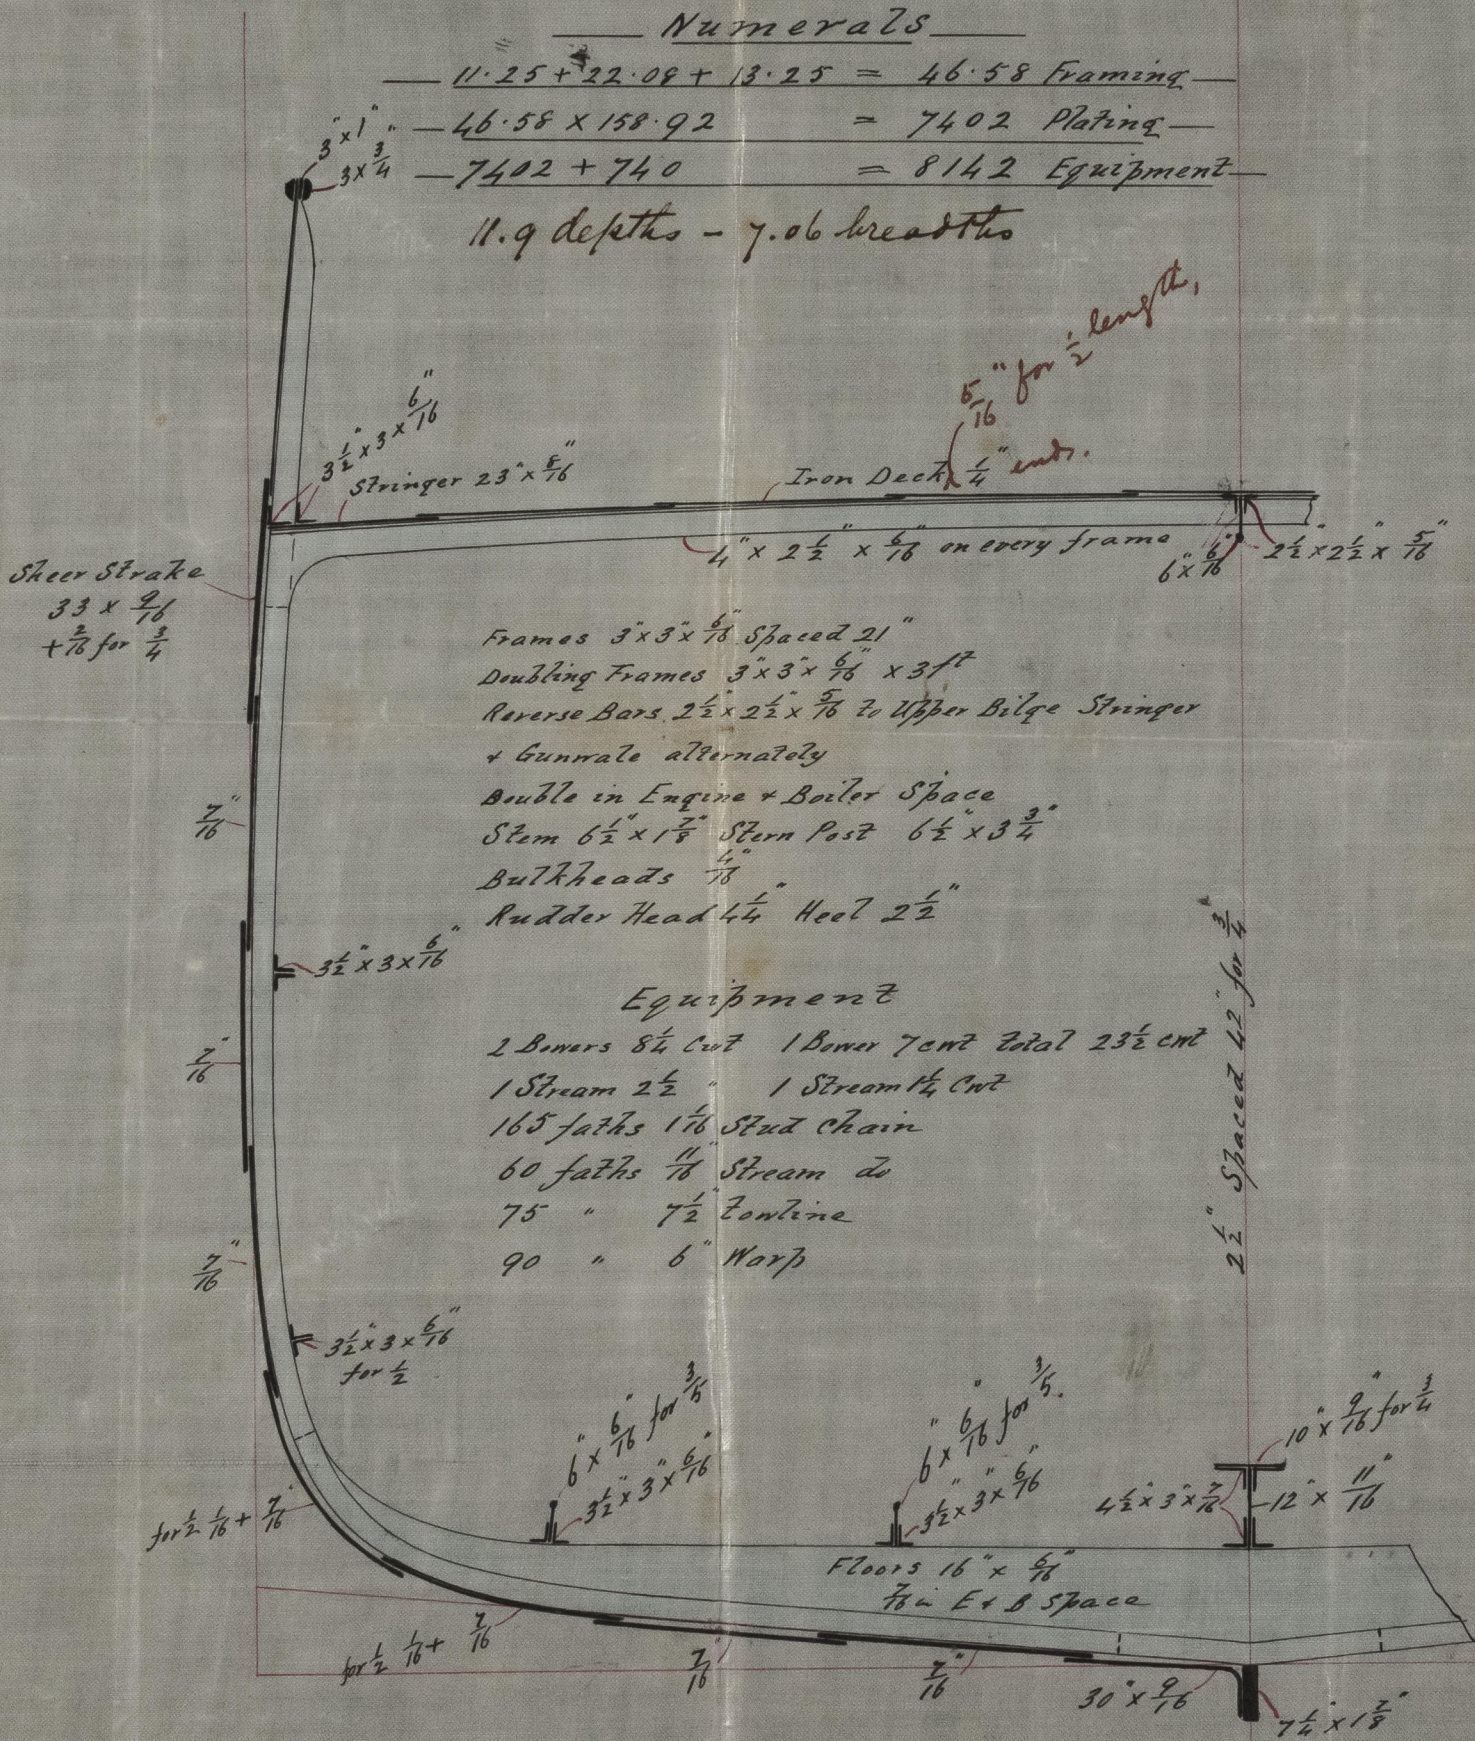 Numerals
11.25 + 22.08 + 13.25 = 46.58 Framing
46.58 x 158.92 = 7402 Plating
7402 + 740 = 8142 Equipment
11.9 depths - 7.06 breadths
3" x 1"
3 x 3/4
5/16" for 1/2 length,
1/4" ends.
3 1/2" x 3 x 6/16"
Stringer 23" x 8/16"
Iron Deck
4" x 2 1/2" x 6/16" on every frame
6" x 6/16"
2 1/2" x 2 1/2" x 5/16"
Sheer Strake
33 x 9/16
+ 2/16 for 3/4
Frames 3" x 3" x 6/16" Spaced 21"
Doubling Frames 3" x 3" x 6/16" x 3 ft
Reverse Bars 2 1/2" x 2 1/2" x 5/16 to Upper Bilge Stringer
+ Gunwale alternately
Double in Engine + Boiler Space
Stem 6 1/2" x 1 7/8" Stern Post 6 1/2" x 3 3/4"
Bulkheads 4/16"
Rudder Head 4 1/4" Heel 2 1/2"
7/16"
3 1/2" x 3 x 6/16"
Equipment
2 Bowers 8 1/4 Cwt 1 Bower 7 cwt total 23 1/2 cwt
1 Stream 2 1/2 " 1 Stream 1 1/4 Cwt
165 faths 1 1/16" Stud Chain
60 faths 11/16" Stream do
75 " 7 1/2" Towline
90 " 6" Warp
2 1/2" Spaced 42" for 3/4
7/16"
7/16"
3 1/2" x 3 x 6/16"
for 1/2
6" x 6/16" for 3/5
3 1/2" x 3" x 6/16"
6" x 6/16" for 3/5.
3 1/2" x 3" x 6/16"
10" x 9/16" for 3/4
4 1/2" x 3" x 7/16"
12" x 11/16"
for 1/2 1/16 + 7/16"
Floors 16" x 6/16"
7/16 in E + B Space
for 1/2 1/16 + 7/16
7/16"
7/16"
30" x 9/16
7 1/4" x 1 7/8"